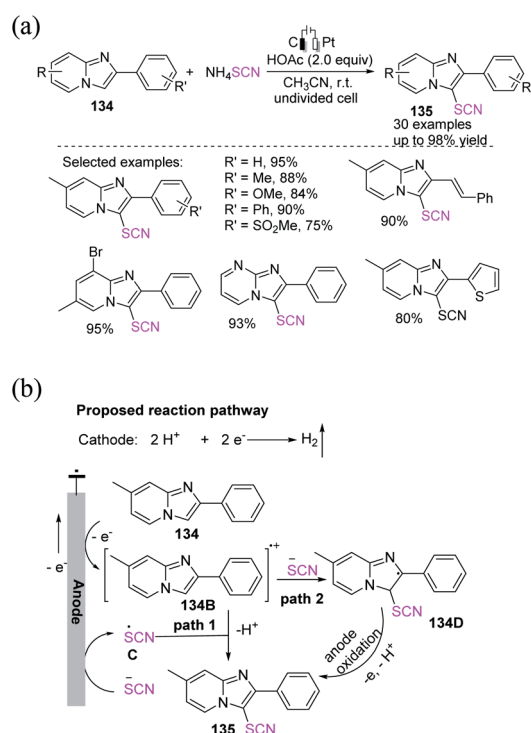 (a)
C Pt
HOAc (2.0 equiv)
CH₃CN, r.t.
undivided cell
R N N R' + NH₄SCN R N N R' SCN
134 135
30 examples
up to 98% yield
Selected examples:
N N R' SCN
R' = H, 95%
R' = Me, 88%
R' = OMe, 84%
R' = Ph, 90%
R' = SO₂Me, 75%
N N Ph SCN
90%
Br N N SCN
95%
N N N SCN
93%
N N S SCN
80%
(b)
Proposed reaction pathway
Cathode: 2 H⁺ + 2 e⁻ H₂
N N
134
- e⁻
- e⁻
Anode
N N •+
134B
⁻SCN
path 2
N N SCN
134D
•SCN
C
path 1
-H⁺
anode
oxidation
-e, - H⁺
⁻SCN
N N SCN
135